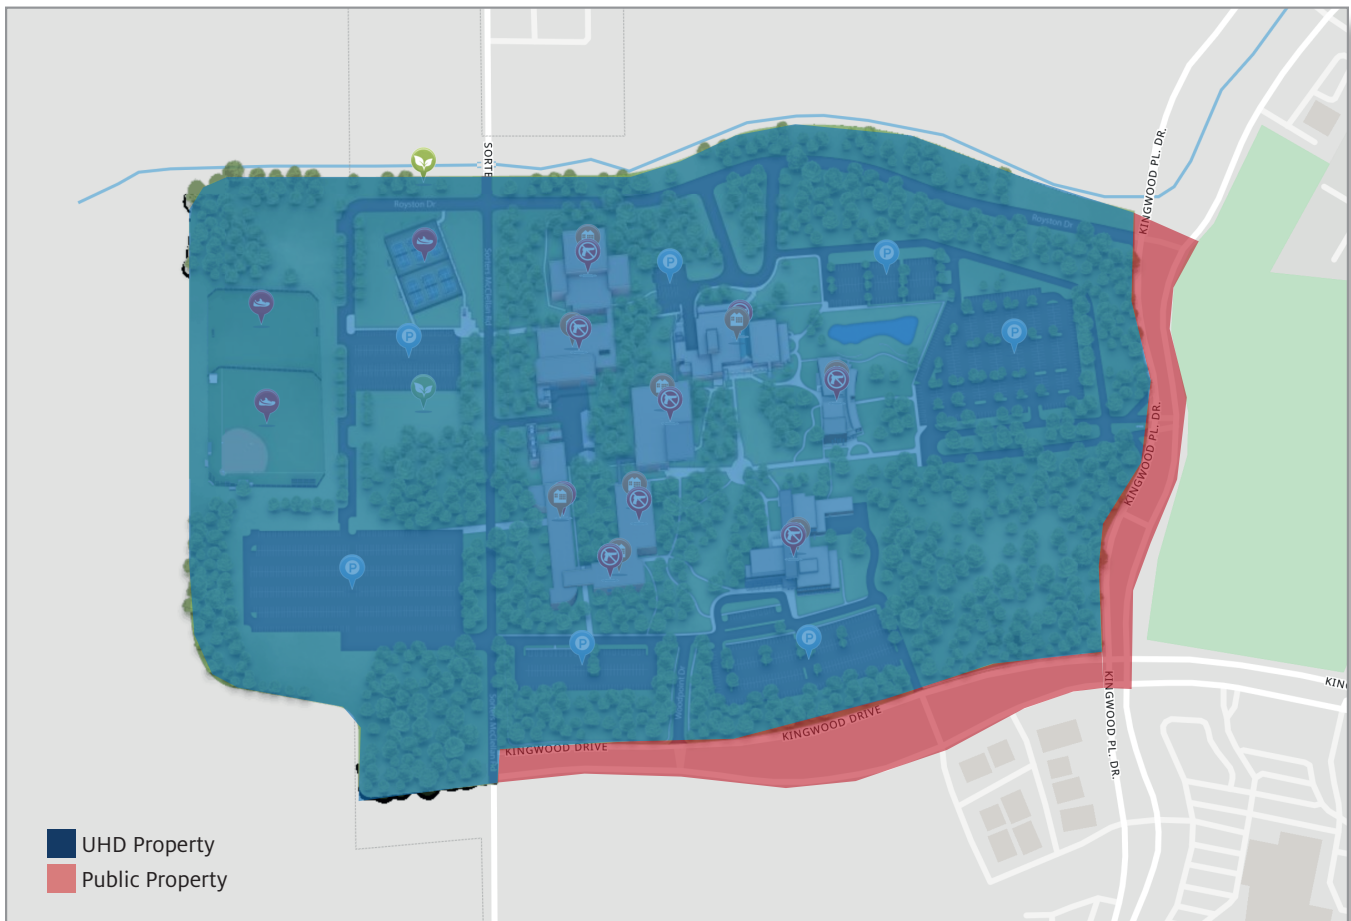 SORTE
KINGWOOD PL. DR.
Royston Dr
Royston Dr
P
P
P
P
KINGWOOD PL. DR.
P
P
P
KINGWOOD DRIVE
KINGWOOD DRIVE
KINGWOOD PL. DR.
KIN
UHD Property
Public Property